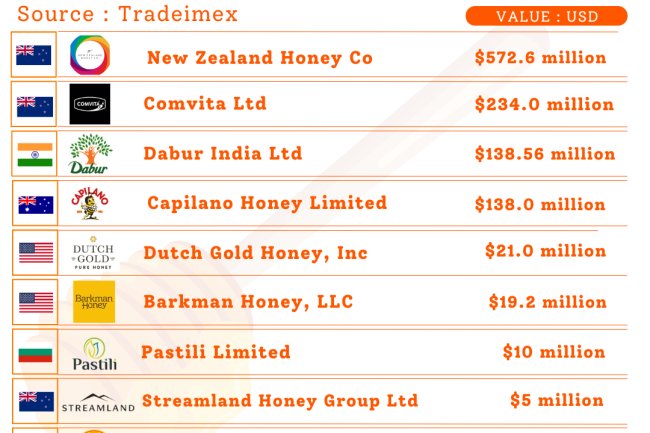 Source : Tradeimex
VALUE : USD
New Zealand Honey Co
$572.6 million
COMVITA
Comvita Ltd
$234.0 million
Dabur
Dabur India Ltd
$138.56 million
CAPILANO
Capilano Honey Limited
$138.0 million
DUTCH
GOLD
PURE HONEY
Dutch Gold Honey, Inc
$21.0 million
Barkman
Honey
Barkman Honey, LLC
$19.2 million
Pastili
Pastili Limited
$10 million
STREAMLAND
Streamland Honey Group Ltd
$5 million